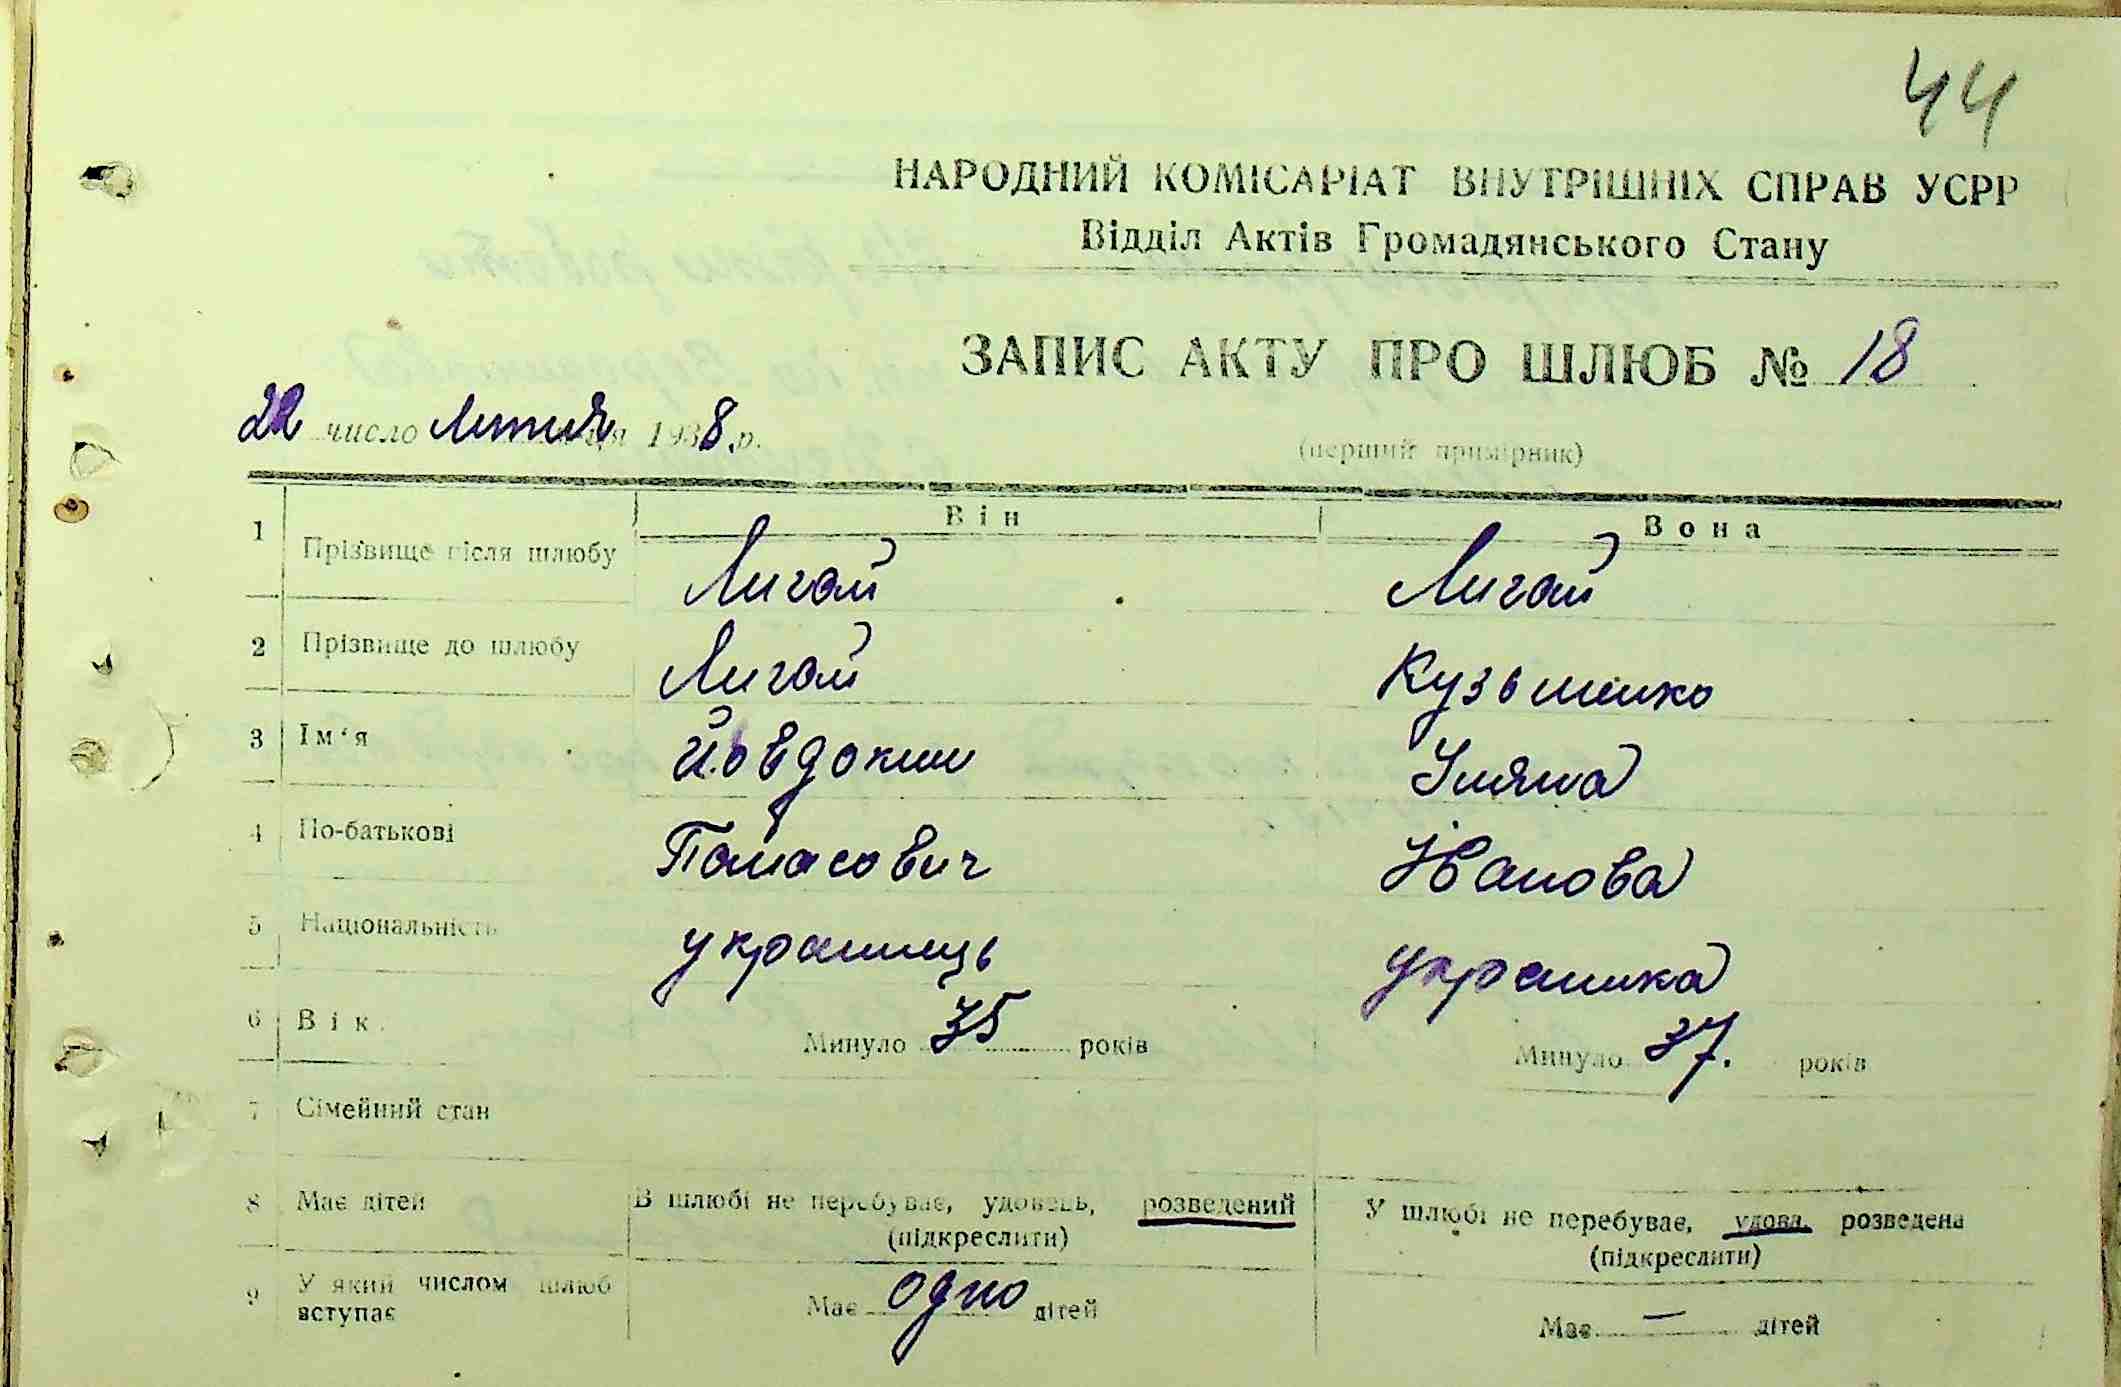 44
НАРОДНИЙ КОМІСАРІАТ ВНУТРІШНІХ СПРАВ УСРР
Відділ Актів Громадянського Стану
ЗАПИС АКТУ ПРО ШЛЮБ № 18
22 число Лютня ця 1938 р.
(перший примірник)
Він Вона
1 Прізвище після шлюбу Лигай Лигай
2 Прізвище до шлюбу Лигай Кузьменко
3 Ім'я Йовдоким Уляна
4 По-батькові Панасович Іванова
5 Національність українець українка
6 Вік. Минуло 35 років Минуло 37. років
7 Сімейний стан
8 Має дітей В шлюбі не перебуває, удовець, розведений У шлюбі не перебуває, удова, розведена
(підкреслити) (підкреслити)
9 У який числом шлюб вступає Має одно дітей Має — дітей